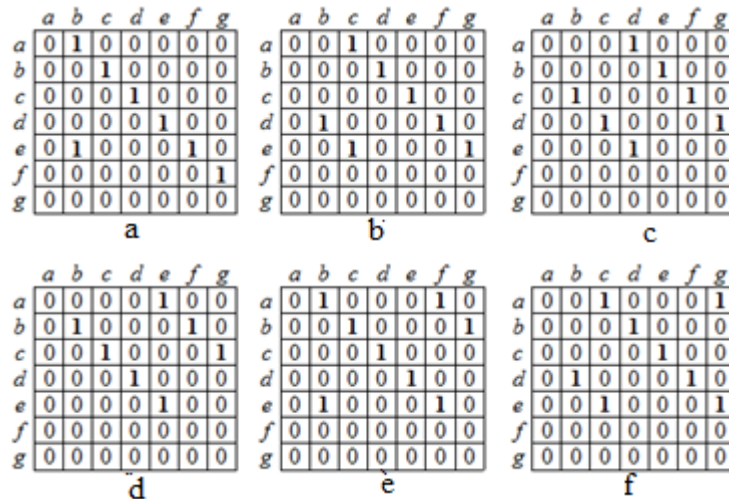 a b c d e f g
a 0 1 0 0 0 0 0
b 0 0 1 0 0 0 0
c 0 0 0 1 0 0 0
d 0 0 0 0 1 0 0
e 0 1 0 0 0 1 0
f 0 0 0 0 0 0 1
g 0 0 0 0 0 0 0
a
a b c d e f g
a 0 0 1 0 0 0 0
b 0 0 0 1 0 0 0
c 0 0 0 0 1 0 0
d 0 1 0 0 0 1 0
e 0 0 1 0 0 0 1
f 0 0 0 0 0 0 0
g 0 0 0 0 0 0 0
b
a b c d e f g
a 0 0 0 1 0 0 0
b 0 0 0 0 1 0 0
c 0 1 0 0 0 1 0
d 0 0 1 0 0 0 1
e 0 0 0 1 0 0 0
f 0 0 0 0 0 0 0
g 0 0 0 0 0 0 0
c
a b c d e f g
a 0 0 0 0 1 0 0
b 0 1 0 0 0 1 0
c 0 0 1 0 0 0 1
d 0 0 0 1 0 0 0
e 0 0 0 0 1 0 0
f 0 0 0 0 0 0 0
g 0 0 0 0 0 0 0
d
a b c d e f g
a 0 1 0 0 0 1 0
b 0 0 1 0 0 0 1
c 0 0 0 1 0 0 0
d 0 0 0 0 1 0 0
e 0 1 0 0 0 1 0
f 0 0 0 0 0 0 0
g 0 0 0 0 0 0 0
e
a b c d e f g
a 0 0 1 0 0 0 1
b 0 0 0 1 0 0 0
c 0 0 0 0 1 0 0
d 0 1 0 0 0 1 0
e 0 0 1 0 0 0 1
f 0 0 0 0 0 0 0
g 0 0 0 0 0 0 0
f